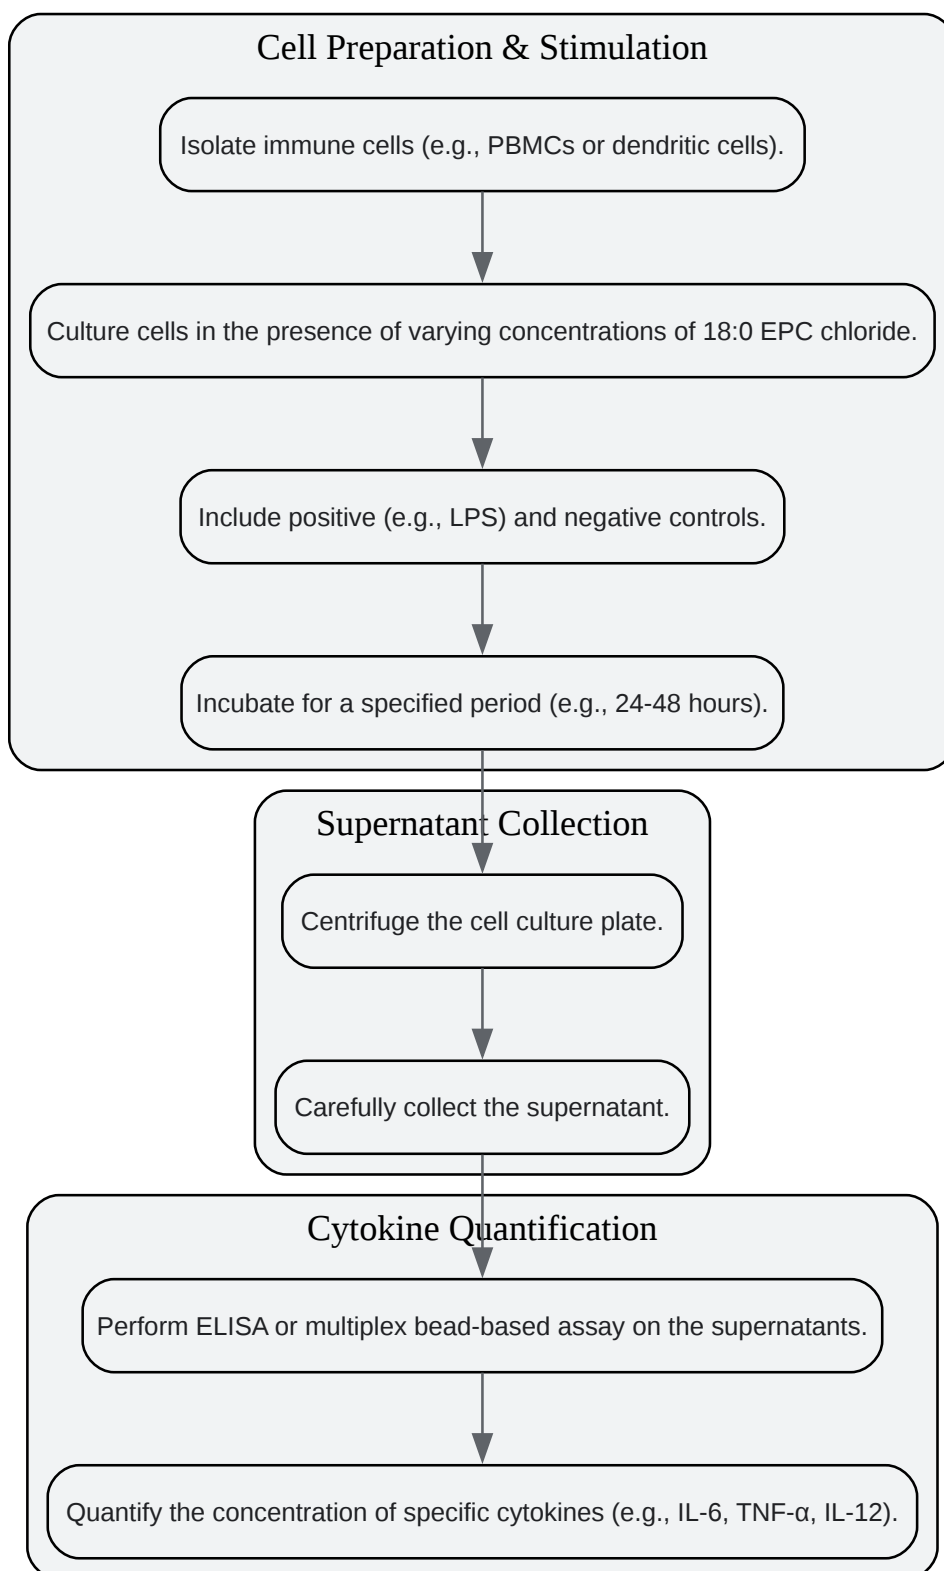 Cell Preparation & Stimulation
Isolate immune cells (e.g., PBMCs or dendritic cells).
Culture cells in the presence of varying concentrations of 18:0 EPC chloride.
Include positive (e.g., LPS) and negative controls.
Incubate for a specified period (e.g., 24-48 hours).
Supernatant Collection
Centrifuge the cell culture plate.
Carefully collect the supernatant.
Cytokine Quantification
Perform ELISA or multiplex bead-based assay on the supernatants.
Quantify the concentration of specific cytokines (e.g., IL-6, TNF-α, IL-12).